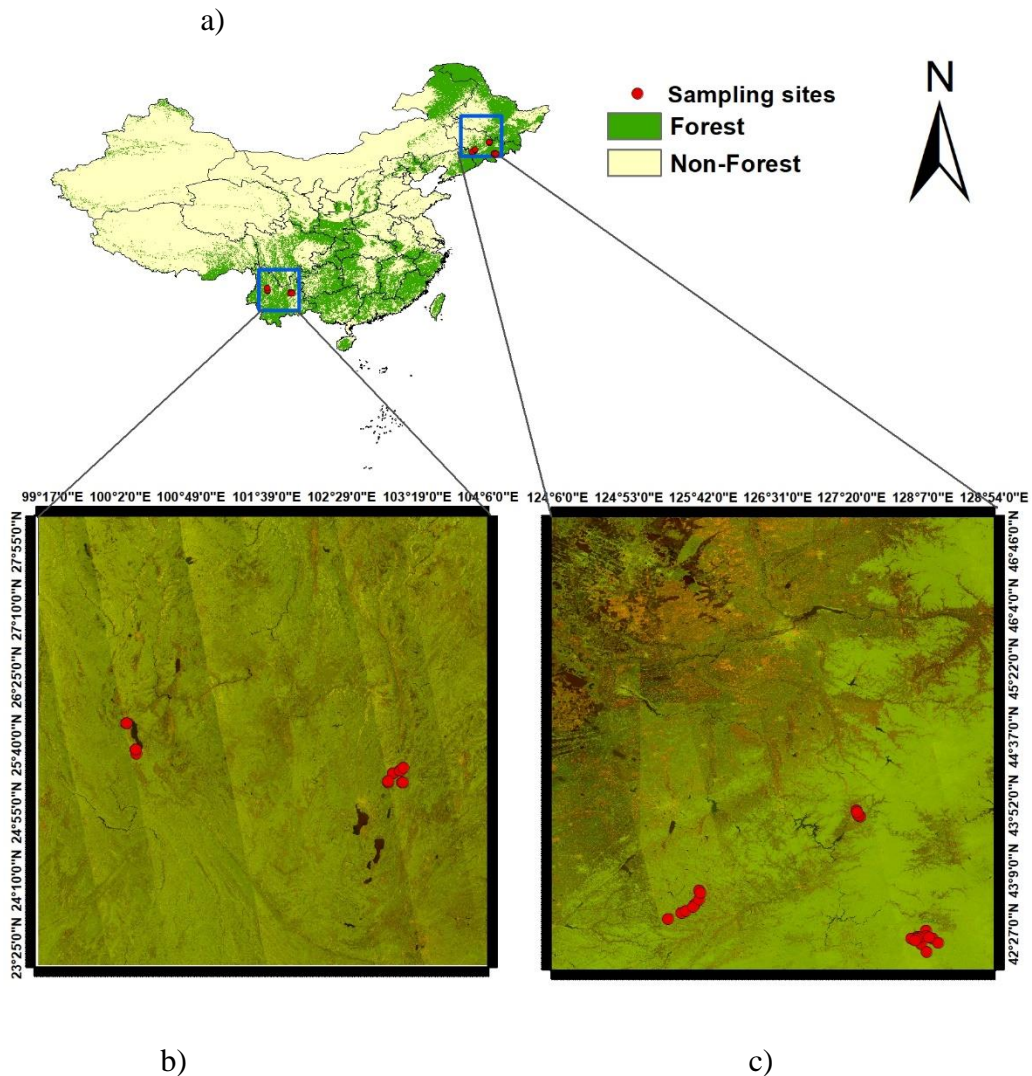 a)
N
Sampling sites
Forest
Non-Forest
99°17'0"E 100°2'0"E 100°49'0"E 101°39'0"E 102°29'0"E 103°19'0"E 104°6'0"E
124°6'0"E 124°53'0"E 125°42'0"E 126°31'0"E 127°20'0"E 128°7'0"E 128°54'0"E
27°55'0"N
27°10'0"N
26°25'0"N
25°40'0"N
24°55'0"N
24°10'0"N
23°25'0"N
46°46'0"N
46°4'0"N
45°22'0"N
44°37'0"N
43°52'0"N
43°9'0"N
42°27'0"N
b)
c)